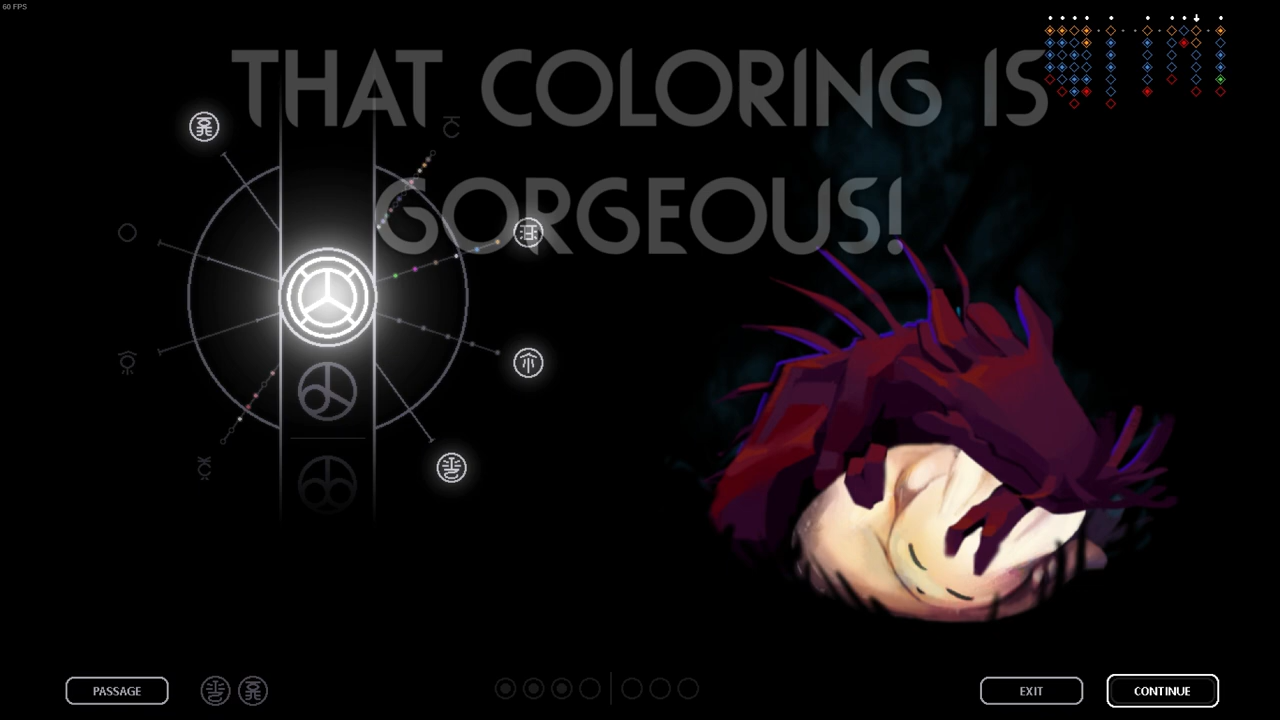 60 FPS
THAT COLORING IS
GORGEOUS!
PASSAGE
EXIT
CONTINUE